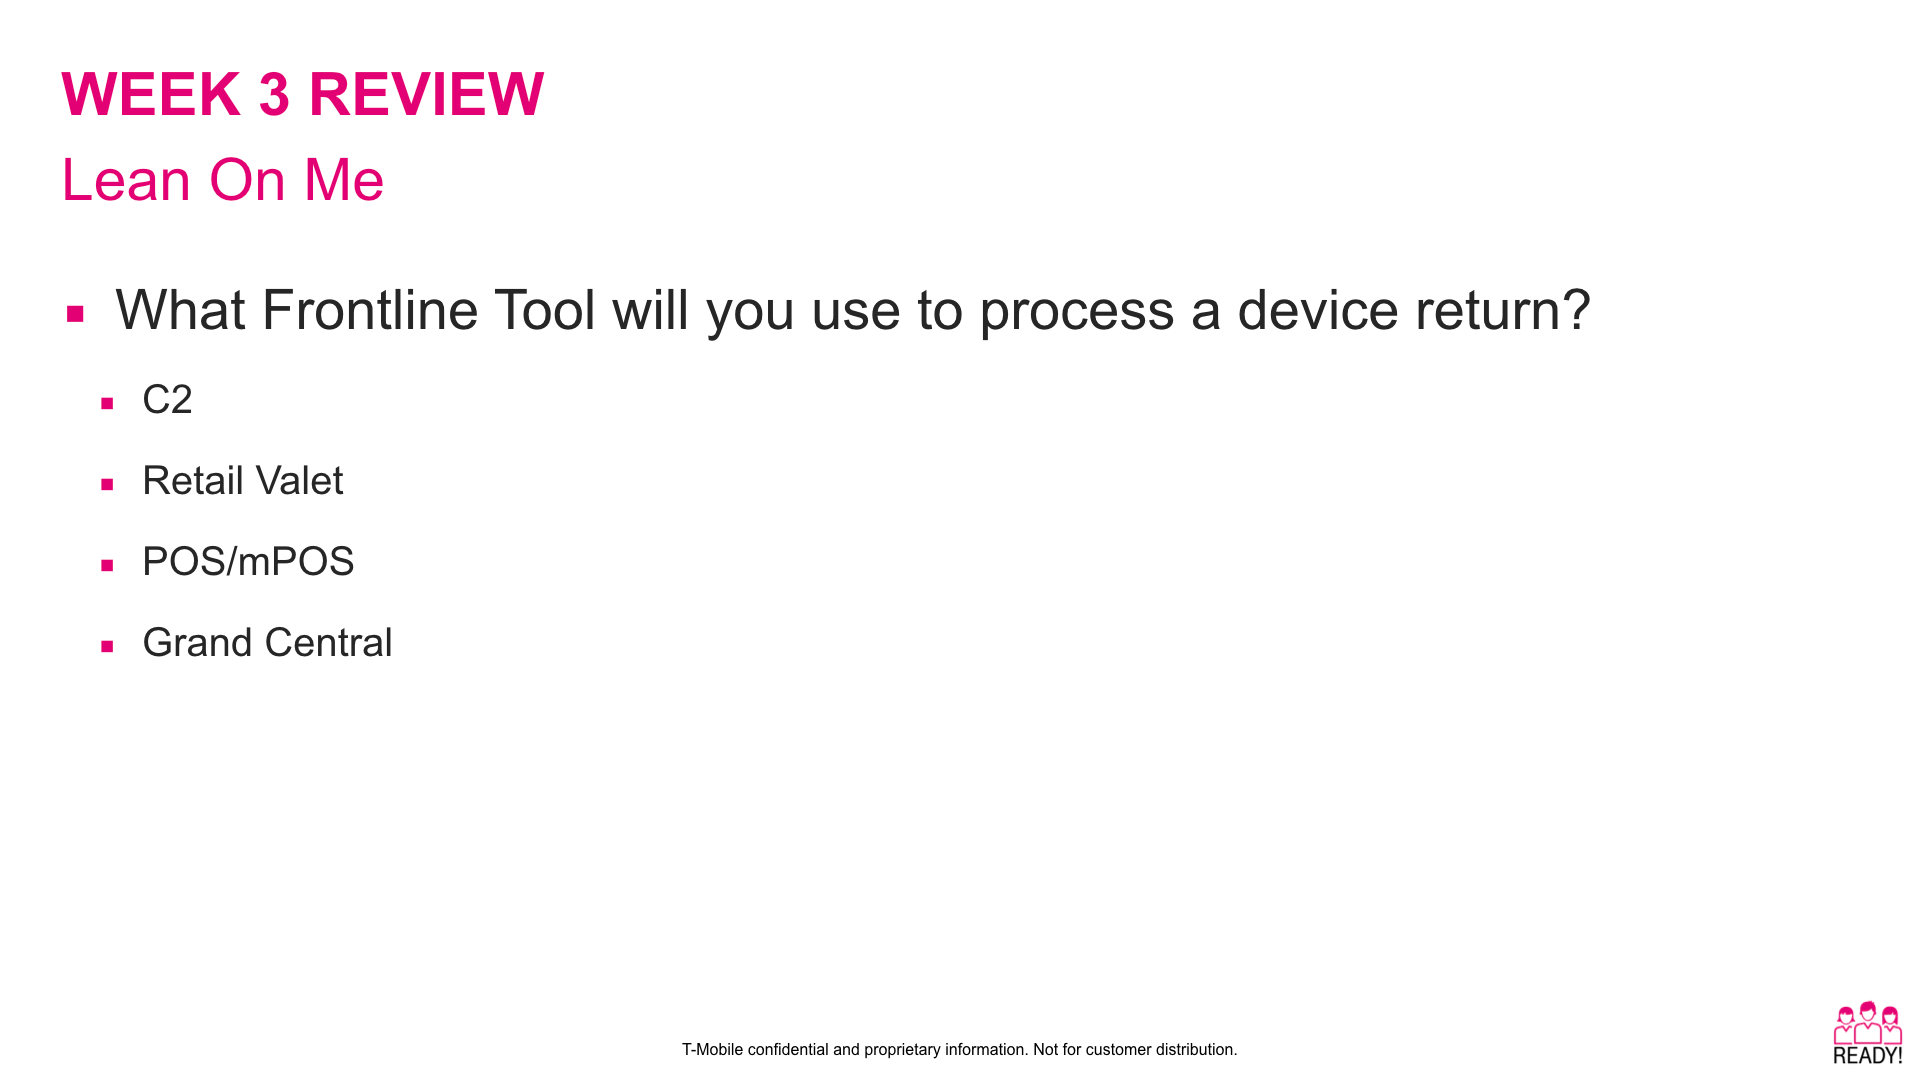 WEEK 3 REVIEW
Lean On Me
What Frontline Tool will you use to process a device return?
C2
Retail Valet
POS/mPOS
Grand Central
T-Mobile confidential and proprietary information. Not for customer distribution.
READY!